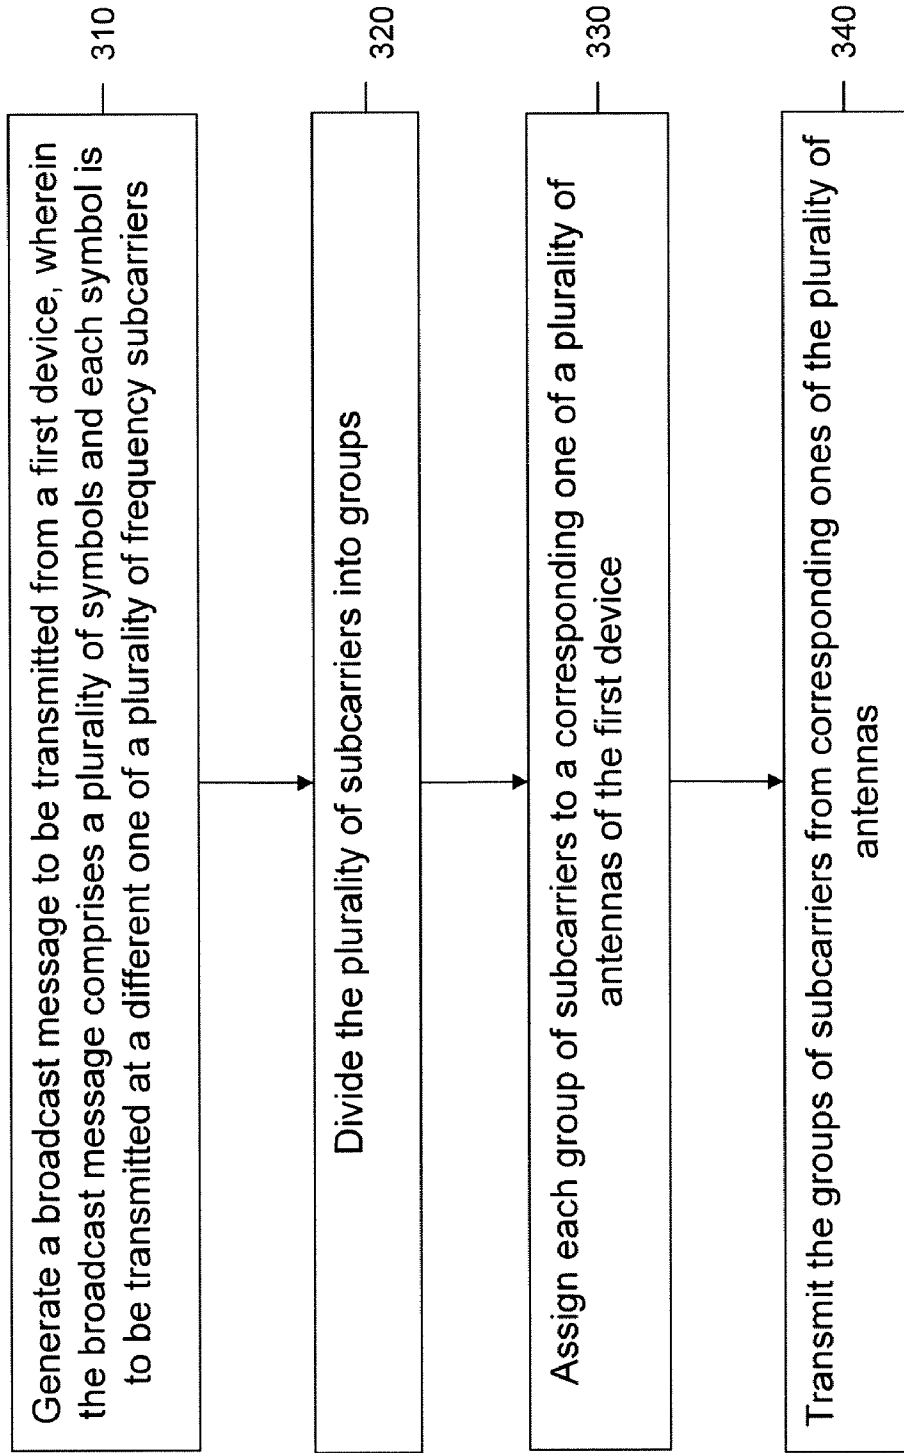 Generate a broadcast message to be transmitted from a first device, wherein
the broadcast message comprises a plurality of symbols and each symbol is
to be transmitted at a different one of a plurality of frequency subcarriers
310
Divide the plurality of subcarriers into groups
320
Assign each group of subcarriers to a corresponding one of a plurality of
antennas of the first device
330
Transmit the groups of subcarriers from corresponding ones of the plurality of
antennas
340